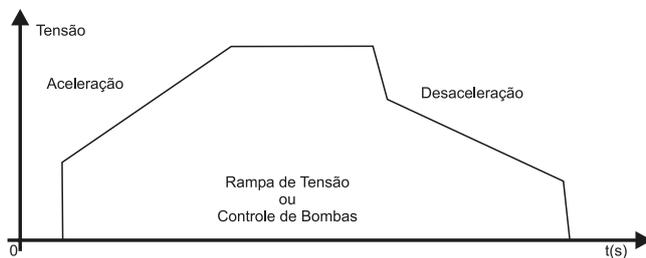 Tensão
Aceleração
Desaceleração
Rampa de Tensão
ou
Controle de Bombas
0
t(s)